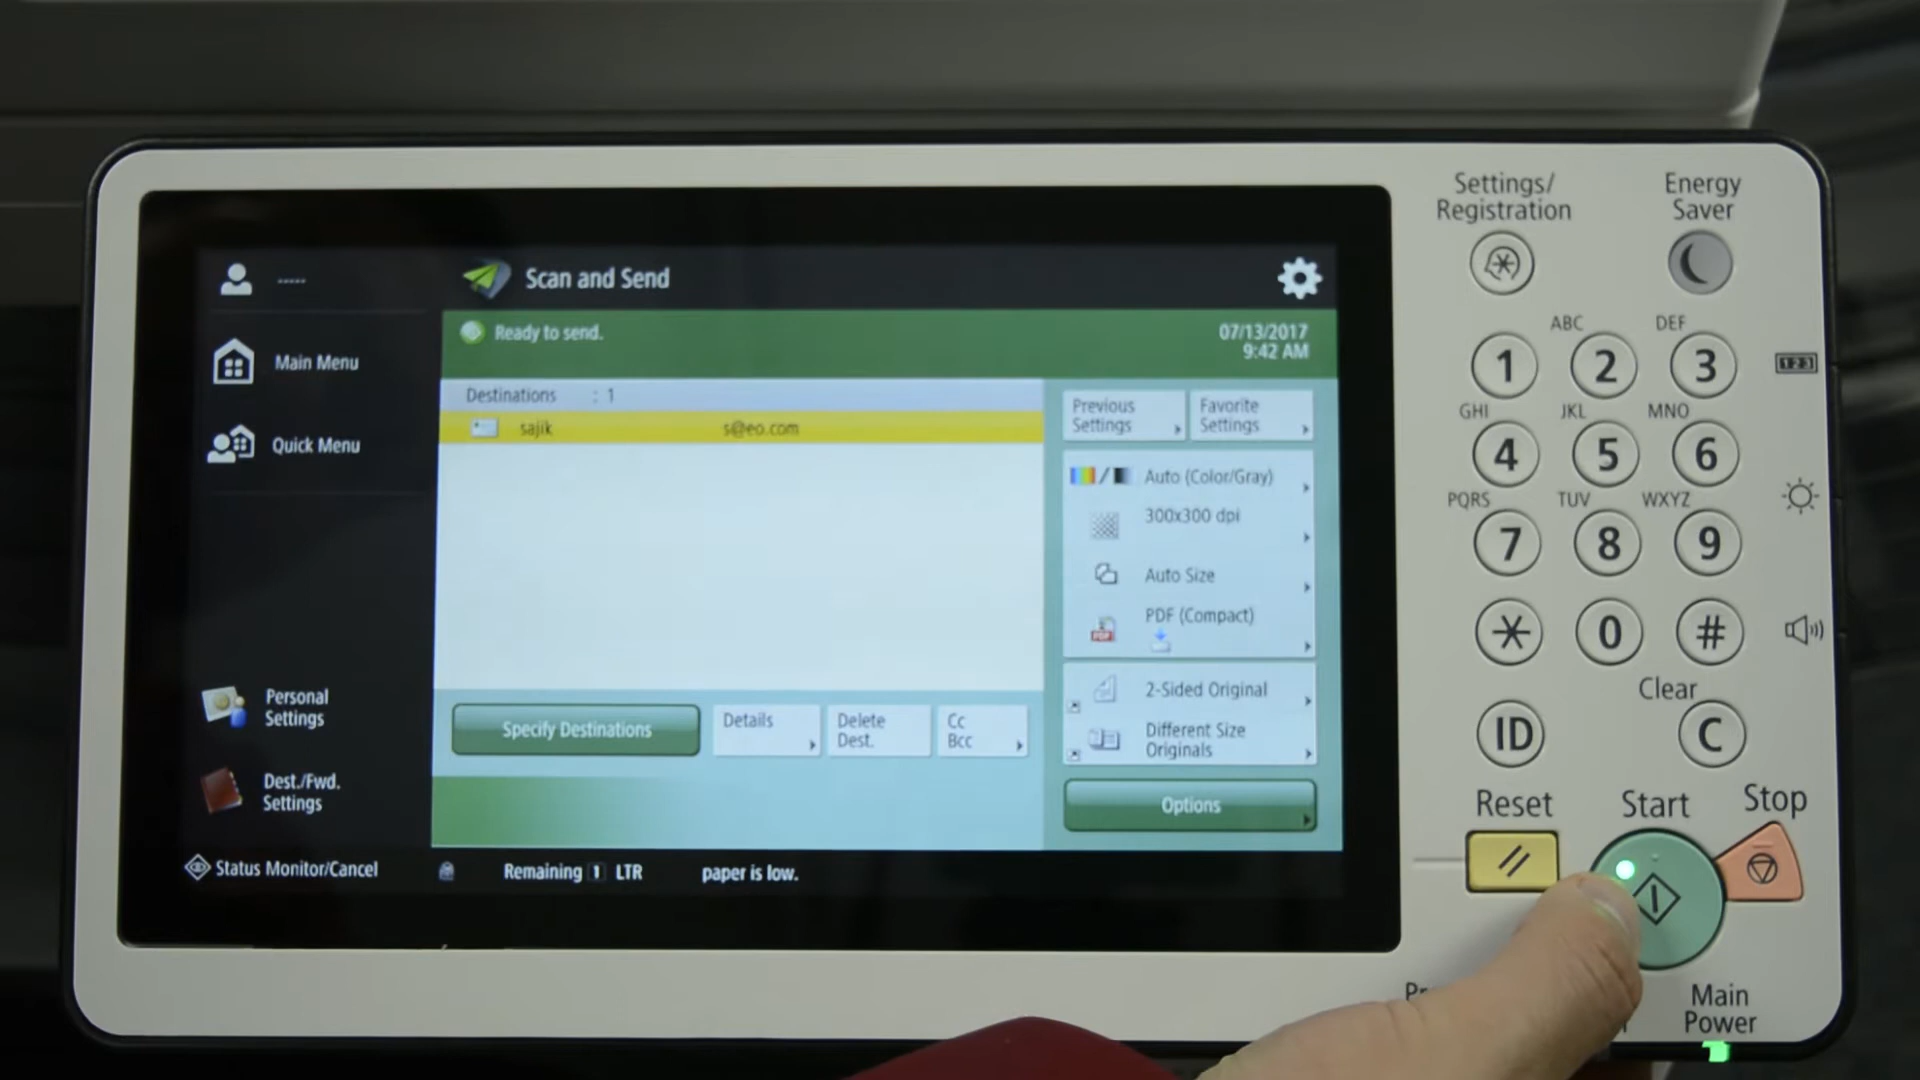 -----
Scan and Send
Ready to send.
07/13/2017
9:42 AM
Main Menu
Quick Menu
Personal
Settings
Dest./Fwd.
Settings
Destinations : 1
sajik s@eo.com
Previous
Settings
Favorite
Settings
Auto (Color/Gray)
300x300 dpi
Auto Size
PDF
PDF (Compact)
2-Sided Original
Different Size
Originals
Specify Destinations
Details
Delete
Dest.
Cc
Bcc
Options
Status Monitor/Cancel
Remaining 1 LTR paper is low.
Settings/
Registration
Energy
Saver
ABC DEF
1 2 3
123
GHI JKL MNO
4 5 6
PQRS TUV WXYZ
7 8 9
* 0 #
Clear
ID C
Reset Start Stop
Main
Power